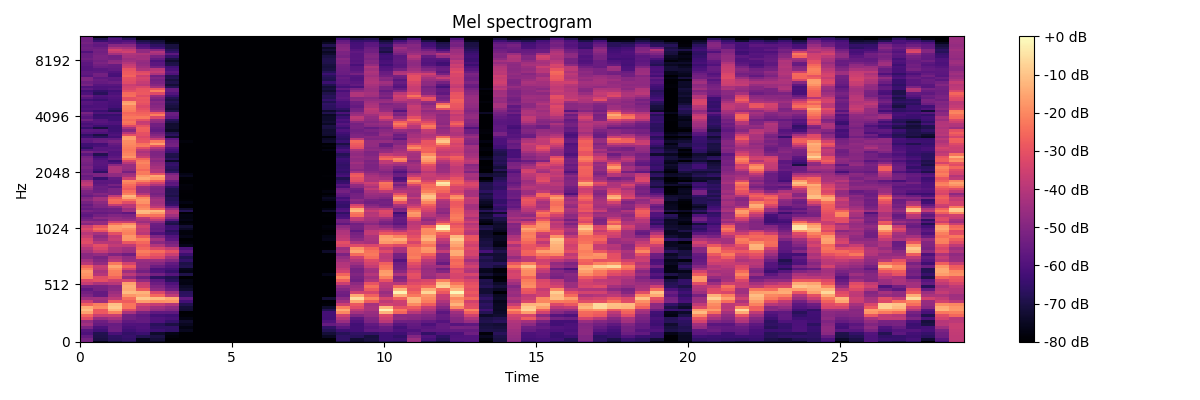 Mel spectrogram
8192
4096
2048
1024
512
0
Hz
0 5 10 15 20 25
Time
+0 dB
-10 dB
-20 dB
-30 dB
-40 dB
-50 dB
-60 dB
-70 dB
-80 dB